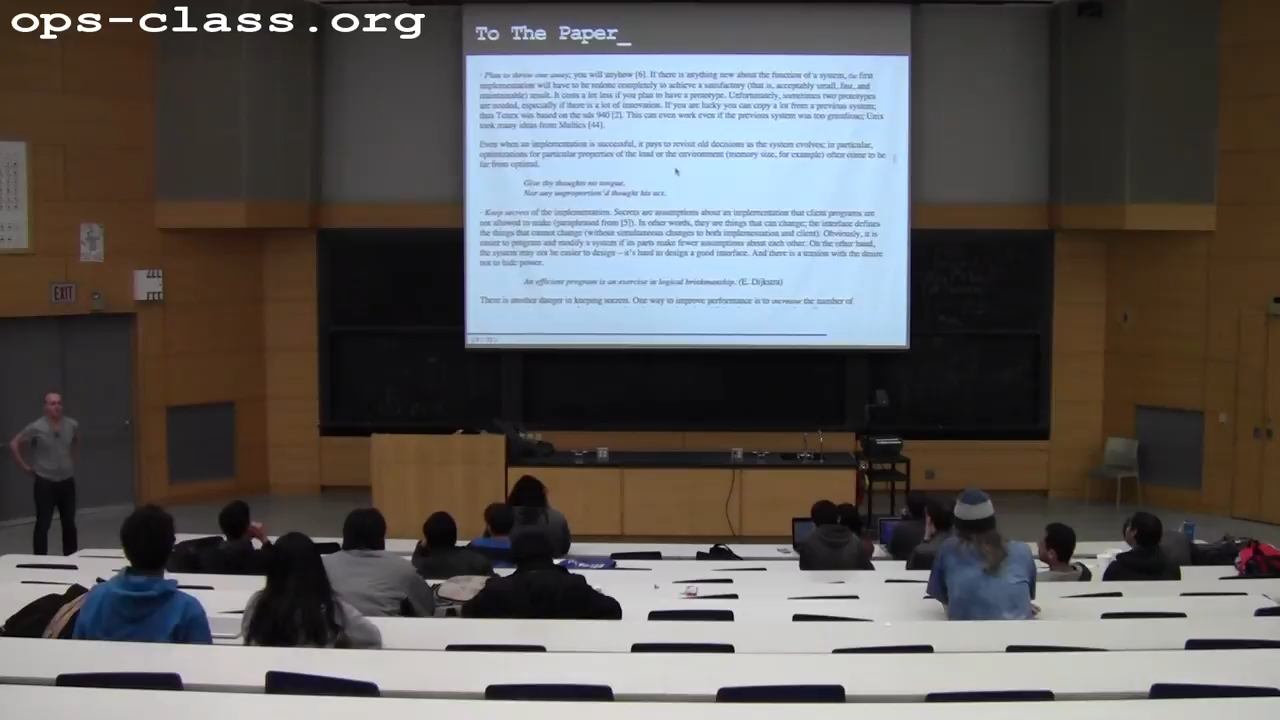 ops-class.org
To The Paper_
· Plan to throw one away; you will anyhow [6]. If there is anything new about the function of a system, the first
implementation will have to be redone completely to achieve a satisfactory (that is, acceptably small, fast, and
maintainable) result. It costs a lot less if you plan to have a prototype. Unfortunately, sometimes two prototypes
are needed, especially if there is a lot of innovation. If you are lucky you can copy a lot from a previous system;
thus Tenex was based on the sds 940 [2]. This can even work even if the previous system was too grandiose; Unix
took many ideas from Multics [44].
Even when an implementation is successful, it pays to revisit old decisions as the system evolves; in particular,
optimizations for particular properties of the load or the environment (memory size, for example) often come to be
far from optimal.
Give thy thoughts no tongue,
Nor any unproportion'd thought his act.
· Keep secrets of the implementation. Secrets are assumptions about an implementation that client programs are
not allowed to make (paraphrased from [5]). In other words, they are things that can change; the interface defines
the things that cannot change (without simultaneous changes to both implementation and client). Obviously, it is
easier to program and modify a system if its parts make fewer assumptions about each other. On the other hand,
the system may not be easier to design—it's hard to design a good interface. And there is a tension with the desire
not to hide power.
An efficient program is an exercise in logical brinkmanship. (E. Dijkstra)
There is another danger in keeping secrets. One way to improve performance is to increase the number of
EXIT